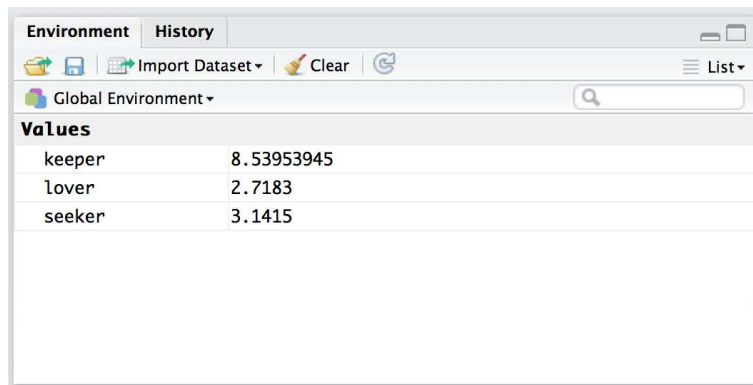 Environment History
Import Dataset Clear List
Global Environment
Values
keeper 8.53953945
lover 2.7183
seeker 3.1415